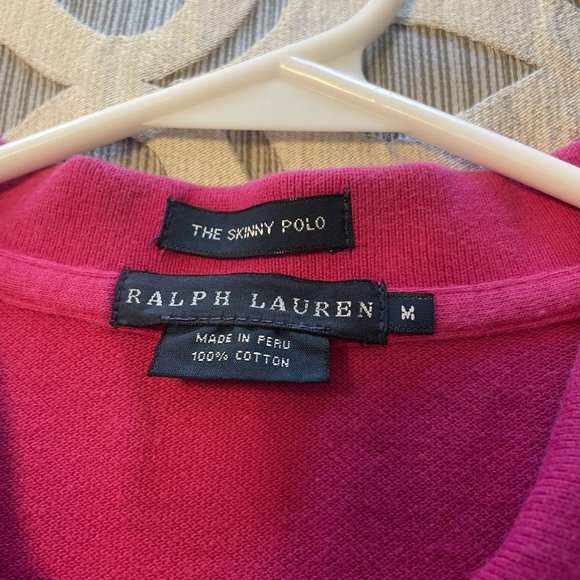 THE SKINNY POLO
RALPH LAUREN M
MADE IN PERU
100% COTTON